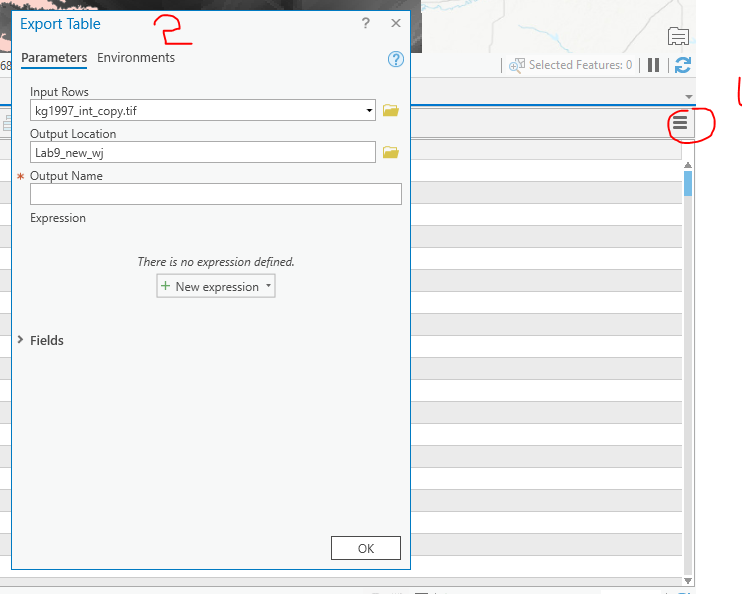 Export Table
2
?
×
Parameters Environments
?
68
Selected Features: 0
Input Rows
kg1997_int_copy.tif
Output Location
Lab9_new_wj
* Output Name
Expression
There is no expression defined.
+ New expression
> Fields
OK